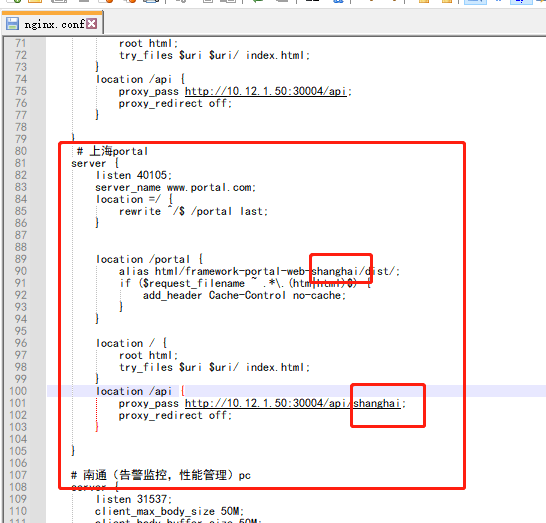 nginx.conf
71 root html;
72 try_files $uri $uri/ index.html;
73 }
74 location /api {
75 proxy_pass http://10.12.1.50:30004/api;
76 proxy_redirect off;
77 }
78
79 }
80 # 上海portal
81 server {
82 listen 40105;
83 server_name www.portal.com;
84 location =/ {
85 rewrite ^/$ /portal last;
86 }
87
88
89 location /portal {
90 alias html/framework-portal-web-shanghai/dist/;
91 if ($request_filename ~ .*\.(htm|html)$) {
92 add_header Cache-Control no-cache;
93 }
94 }
95
96 location / {
97 root html;
98 try_files $uri $uri/ index.html;
99 }
100 location /api {
101 proxy_pass http://10.12.1.50:30004/api/shanghai;
102 proxy_redirect off;
103 }
104
105 }
106
107 # 南通（告警监控，性能管理）pc
108 server {
109 listen 31537;
110 client_max_body_size 50M;
111